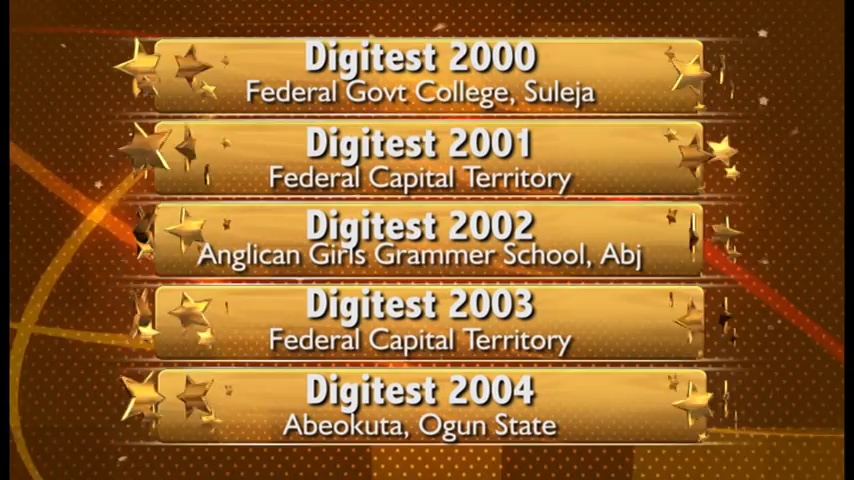 Digitest 2000
Federal Govt College, Suleja
Digitest 2001
Federal Capital Territory
Digitest 2002
Anglican Girls Grammer School, Abj
Digitest 2003
Federal Capital Territory
Digitest 2004
Abeokuta, Ogun State